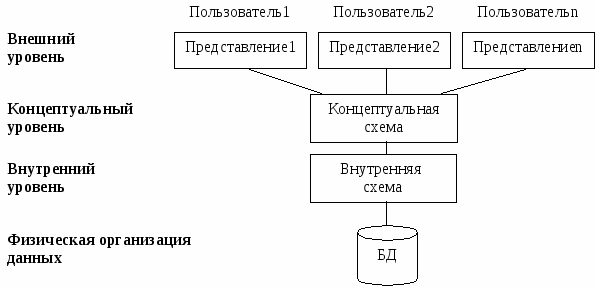 Пользователь1 Пользователь2 Пользовательn
Внешний
уровень
Представление1 Представление2 Представлениеn
Концептуальный
уровень
Концептуальная
схема
Внутренний
уровень
Внутренняя
схема
Физическая организация
данных
БД